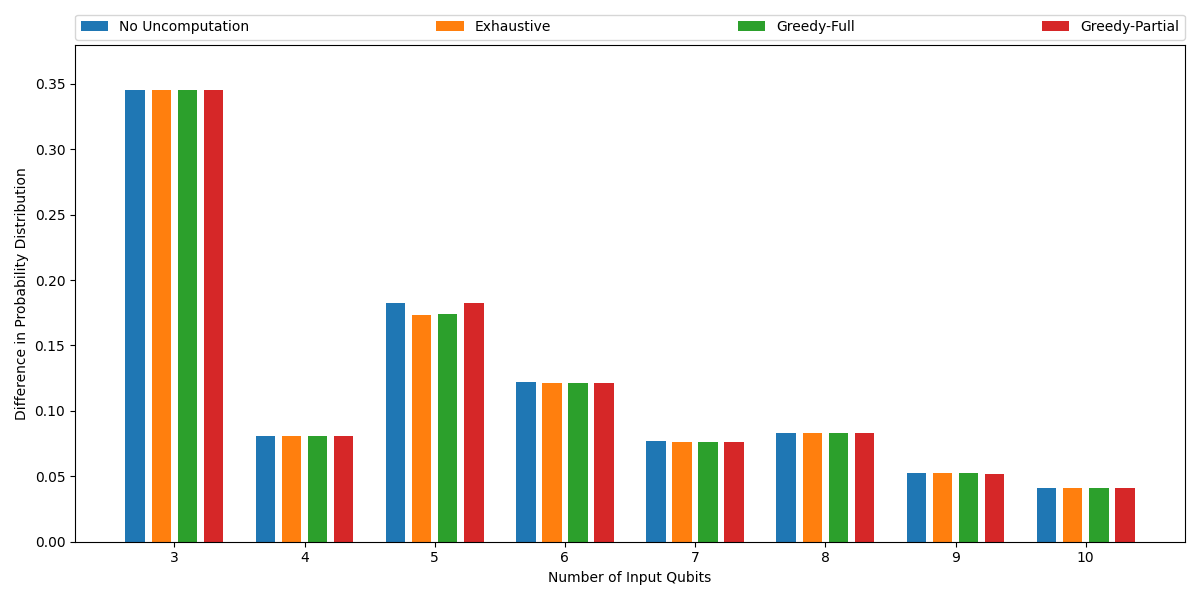 No Uncomputation Exhaustive Greedy-Full Greedy-Partial
0.35
0.30
0.25
0.20
0.15
0.10
0.05
0.00
Difference in Probability Distribution
3 4 5 6 7 8 9 10
Number of Input Qubits